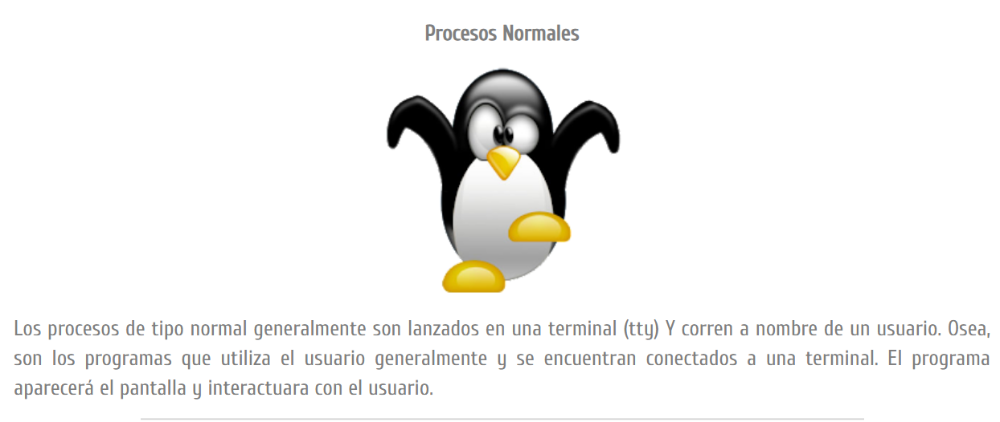 Procesos Normales
Los procesos de tipo normal generalmente son lanzados en una terminal (tty) Y corren a nombre de un usuario. Osea,
son los programas que utiliza el usuario generalmente y se encuentran conectados a una terminal. El programa
aparecerá el pantalla y interactuara con el usuario.